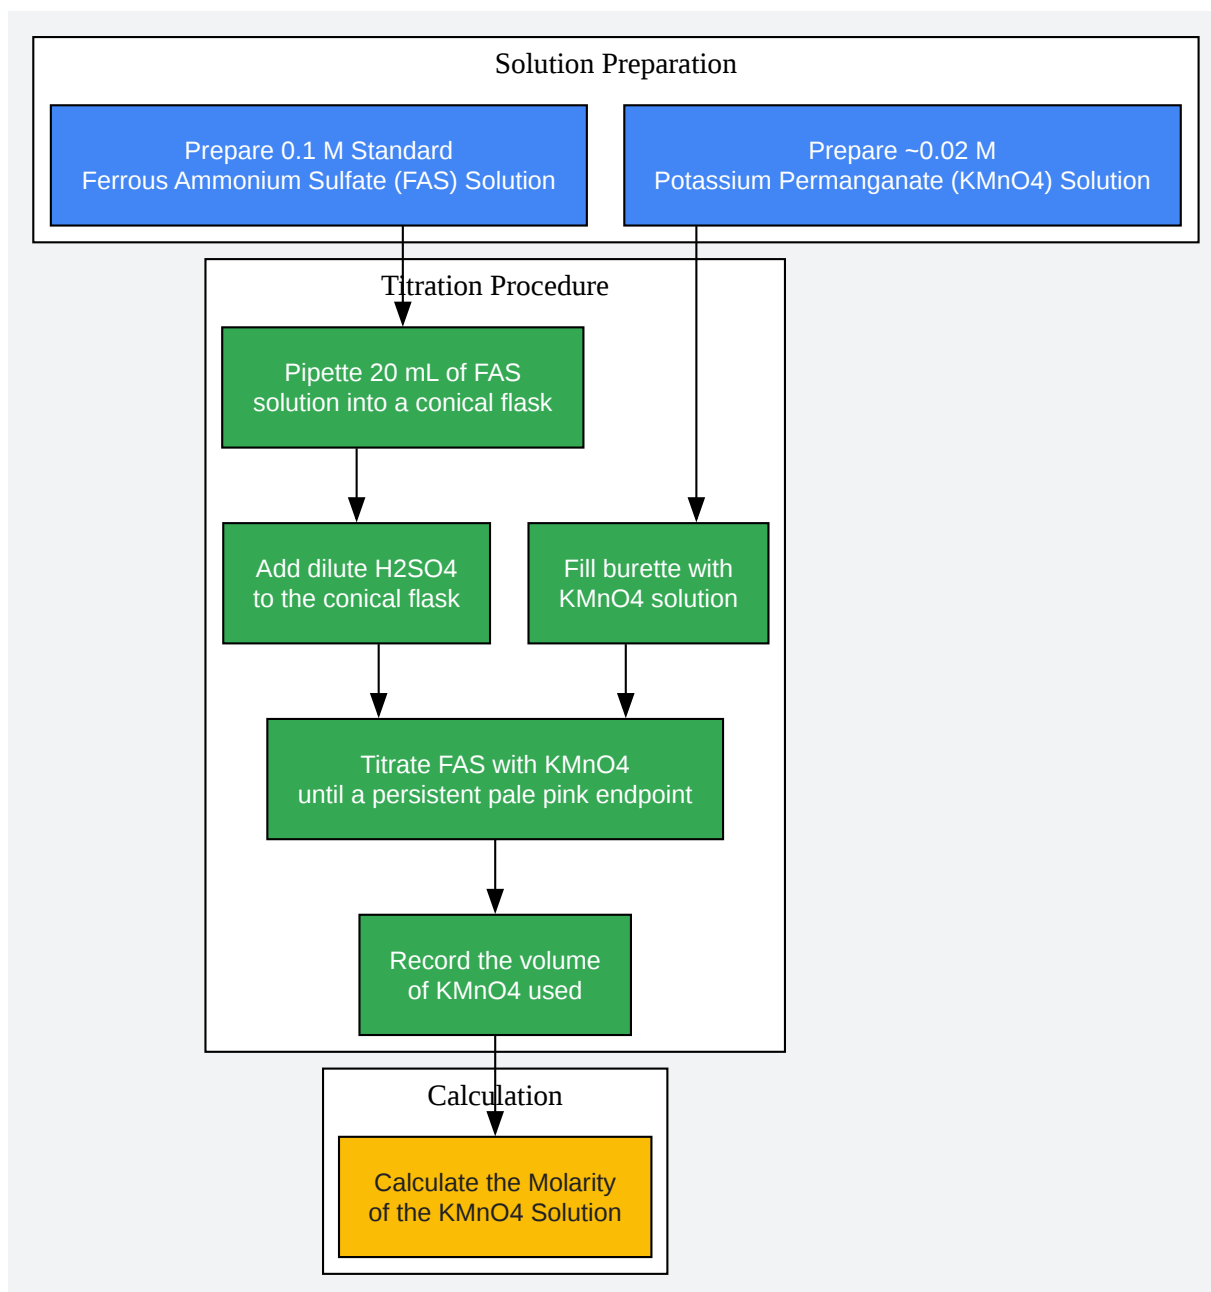 Solution Preparation
Prepare 0.1 M Standard
Ferrous Ammonium Sulfate (FAS) Solution
Prepare ~0.02 M
Potassium Permanganate (KMnO4) Solution
Titration Procedure
Pipette 20 mL of FAS
solution into a conical flask
Add dilute H2SO4
to the conical flask
Fill burette with
KMnO4 solution
Titrate FAS with KMnO4
until a persistent pale pink endpoint
Record the volume
of KMnO4 used
Calculation
Calculate the Molarity
of the KMnO4 Solution